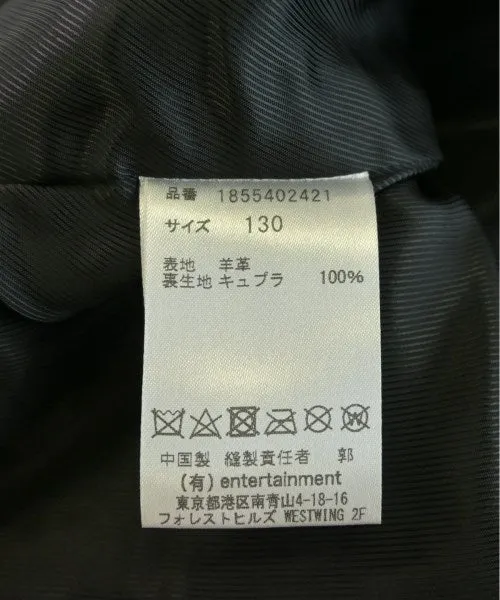 品番 1855402421
サイズ 130
表地 羊革
裏生地 キュプラ 100%
中国製 縫製責任者 郭
(有) entertainment
東京都港区南青山4-18-16
フォレストヒルズ WESTWING 2F